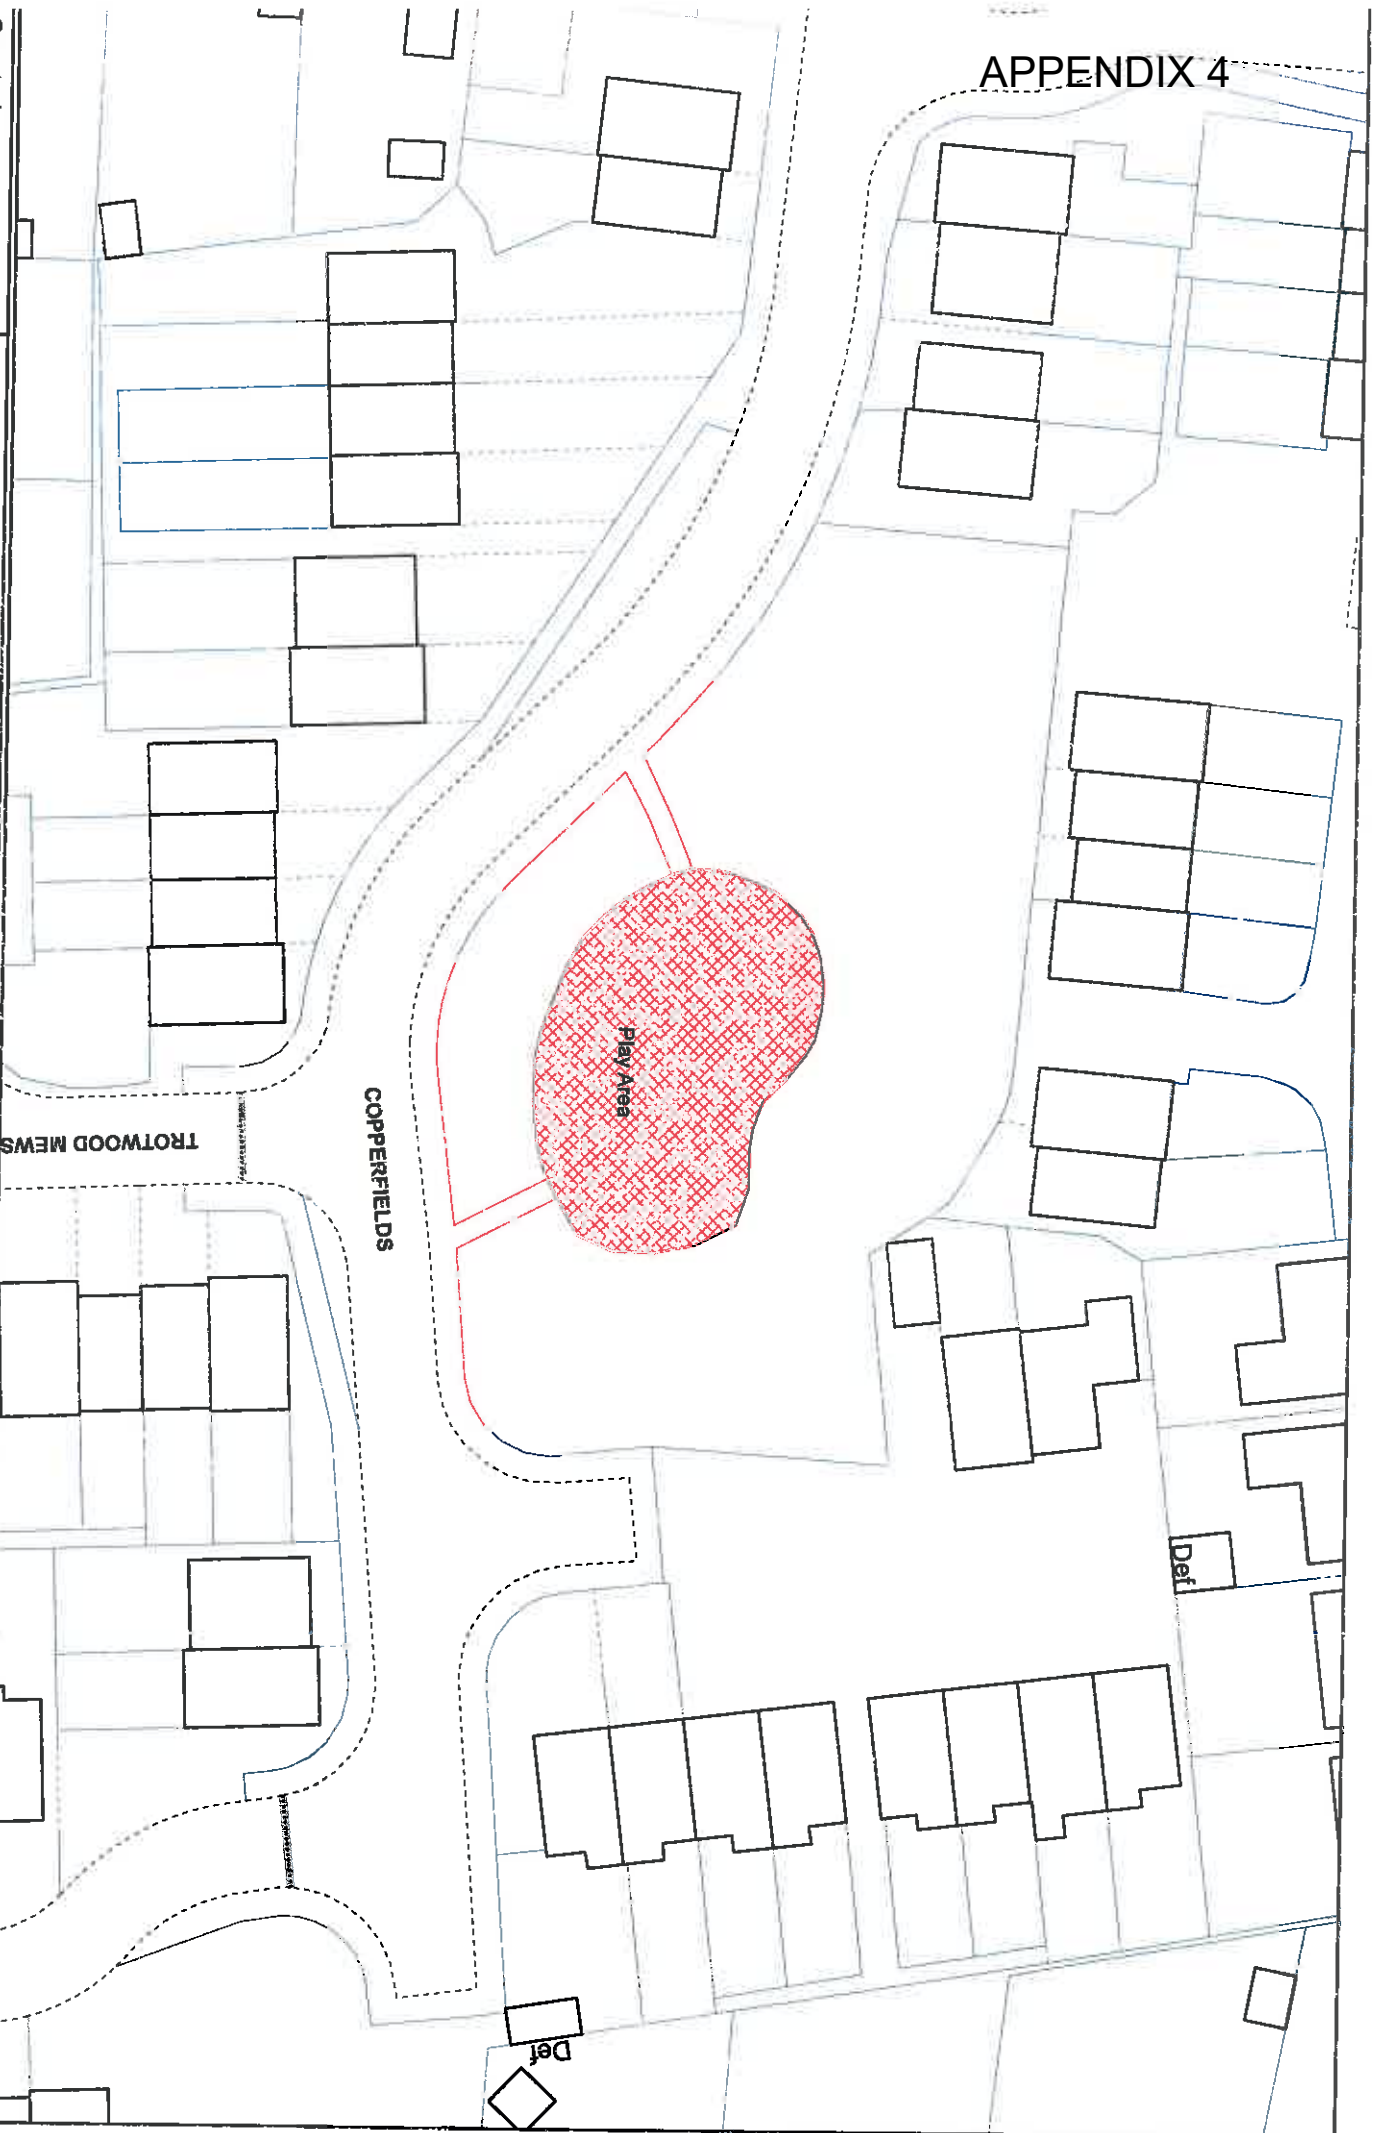 APPENDIX 4
Play Area
COPPERFIELDS
TROTWOOD MEWS
Def
Def